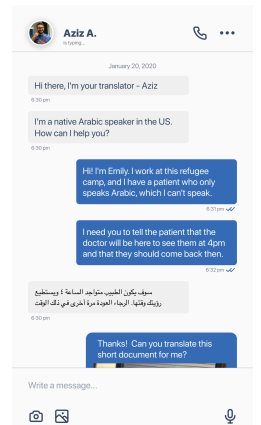 Aziz A.
is typing...
January 20, 2020
Hi there, I'm your translator - Aziz
6:30 pm
I'm a native Arabic speaker in the US.
How can I help you?
6:30 pm
Hi! I'm Emily. I work at this refugee
camp, and I have a patient who only
speaks Arabic, which I can't speak.
6:31 pm
I need you to tell the patient that the
doctor will be here to see them at 4pm
and that they should come back then.
6:32 pm
سوف يكون الطبيب متواجد الساعة ٤ ويستطيع
رؤيتك وقتها. الرجاء العودة مرة أخرى في ذلك الوقت
6:30 pm
Thanks! Can you translate this
short document for me?
Write a message...